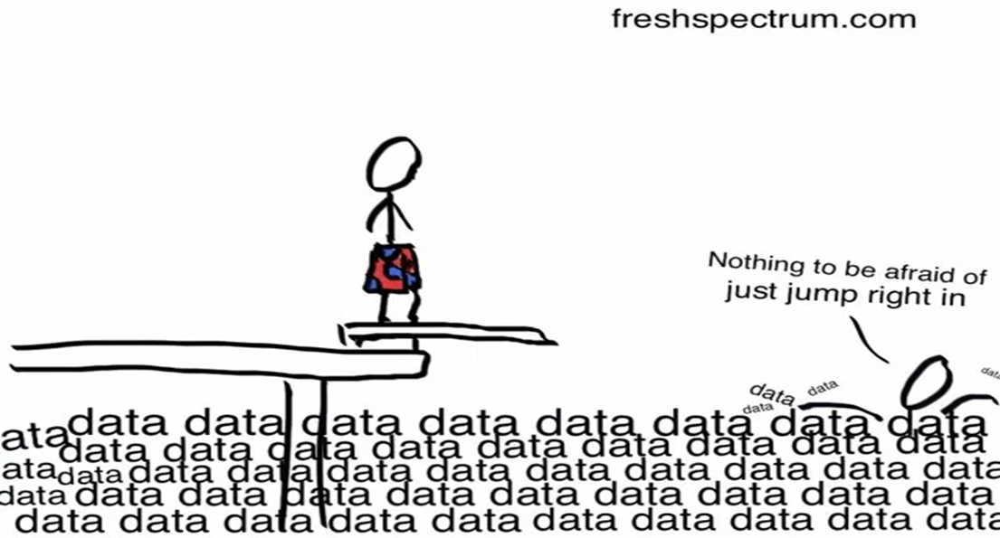 freshspectrum.com
Nothing to be afraid of
just jump right in
data
data data
data
ata data data data data data data data data
data data data data data data data data data
ata data data data data data data data data data data
data data data data data data data data data data data
data data data data data data data data data data data